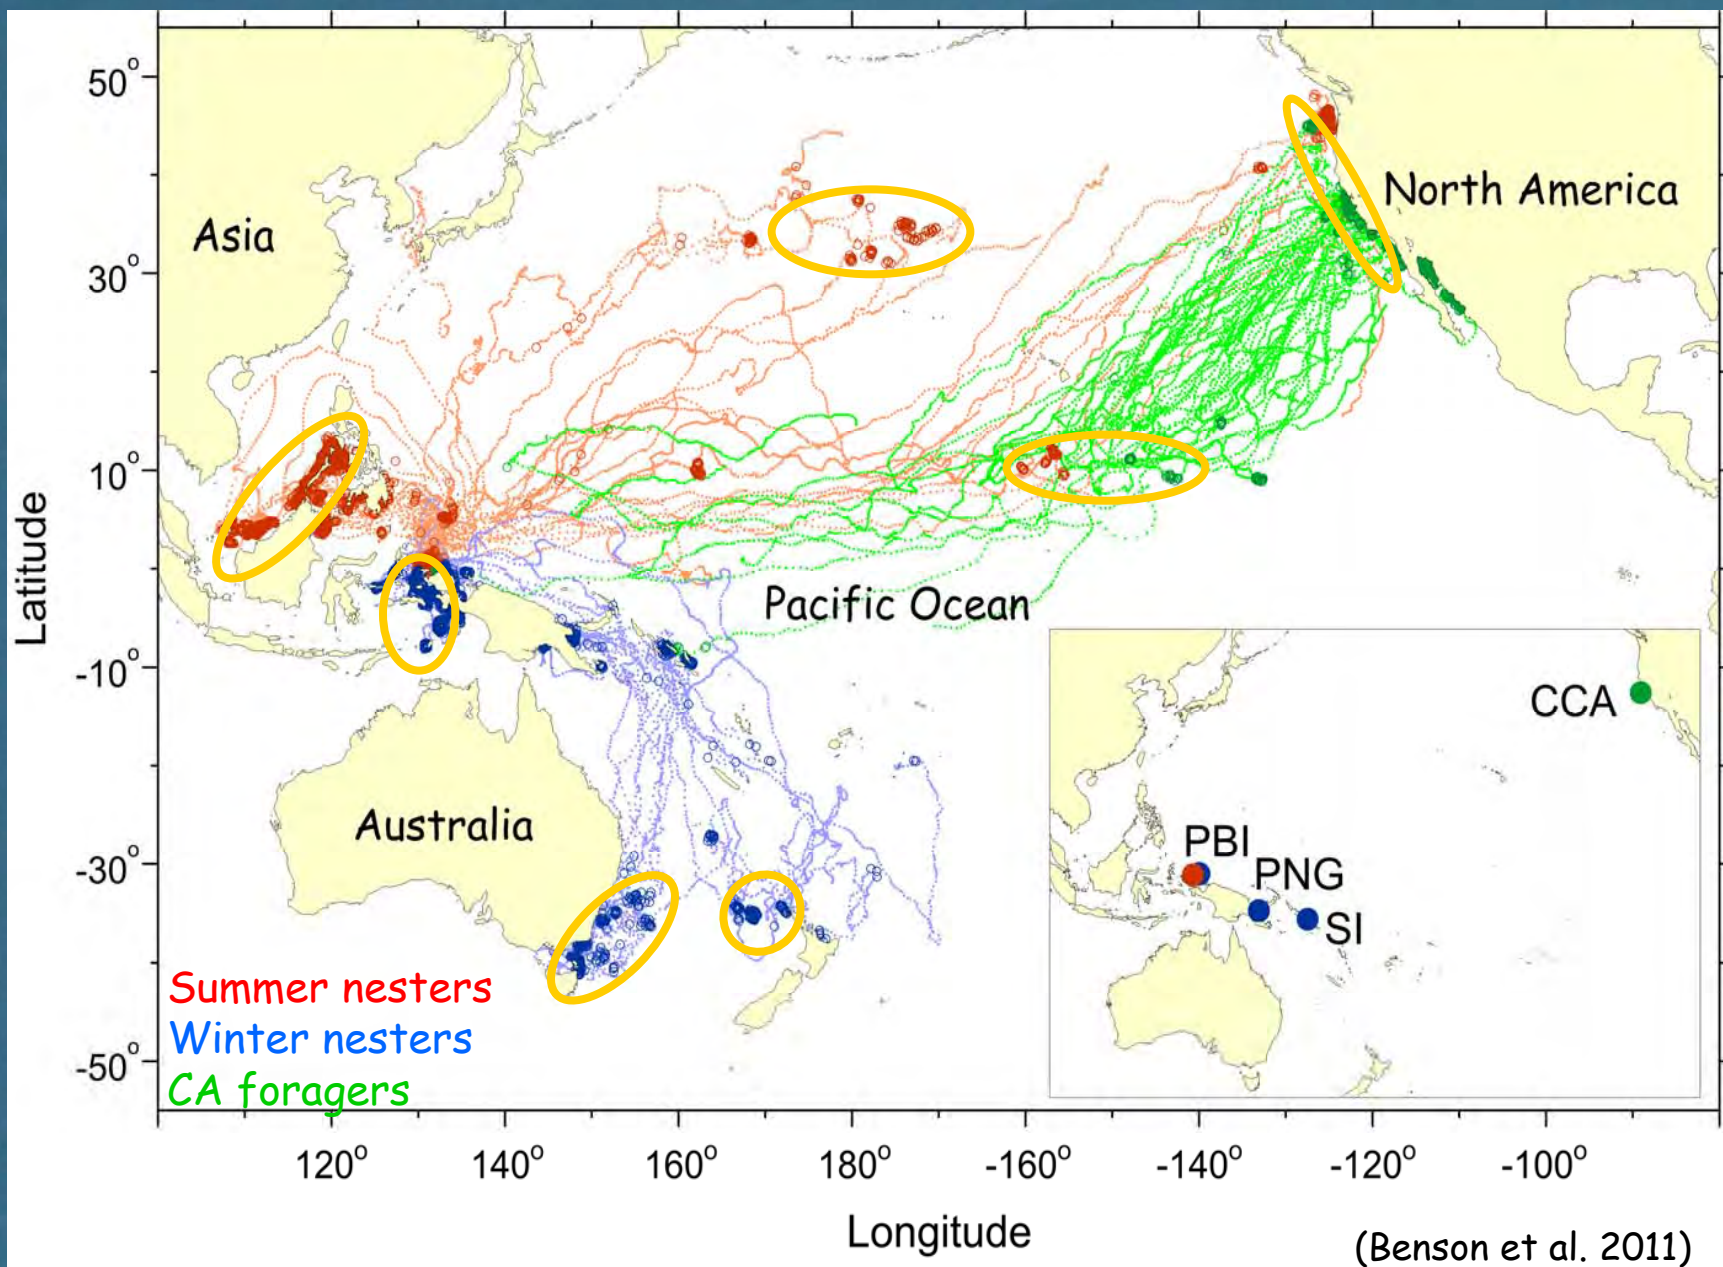 50°
30°
10°
-10°
-30°
-50°
Latitude
Asia
North America
Pacific Ocean
Australia
CCA
PBI
PNG
SI
Summer nesters
Winter nesters
CA foragers
120° 140° 160° 180° -160° -140° -120° -100°
Longitude
(Benson et al. 2011)